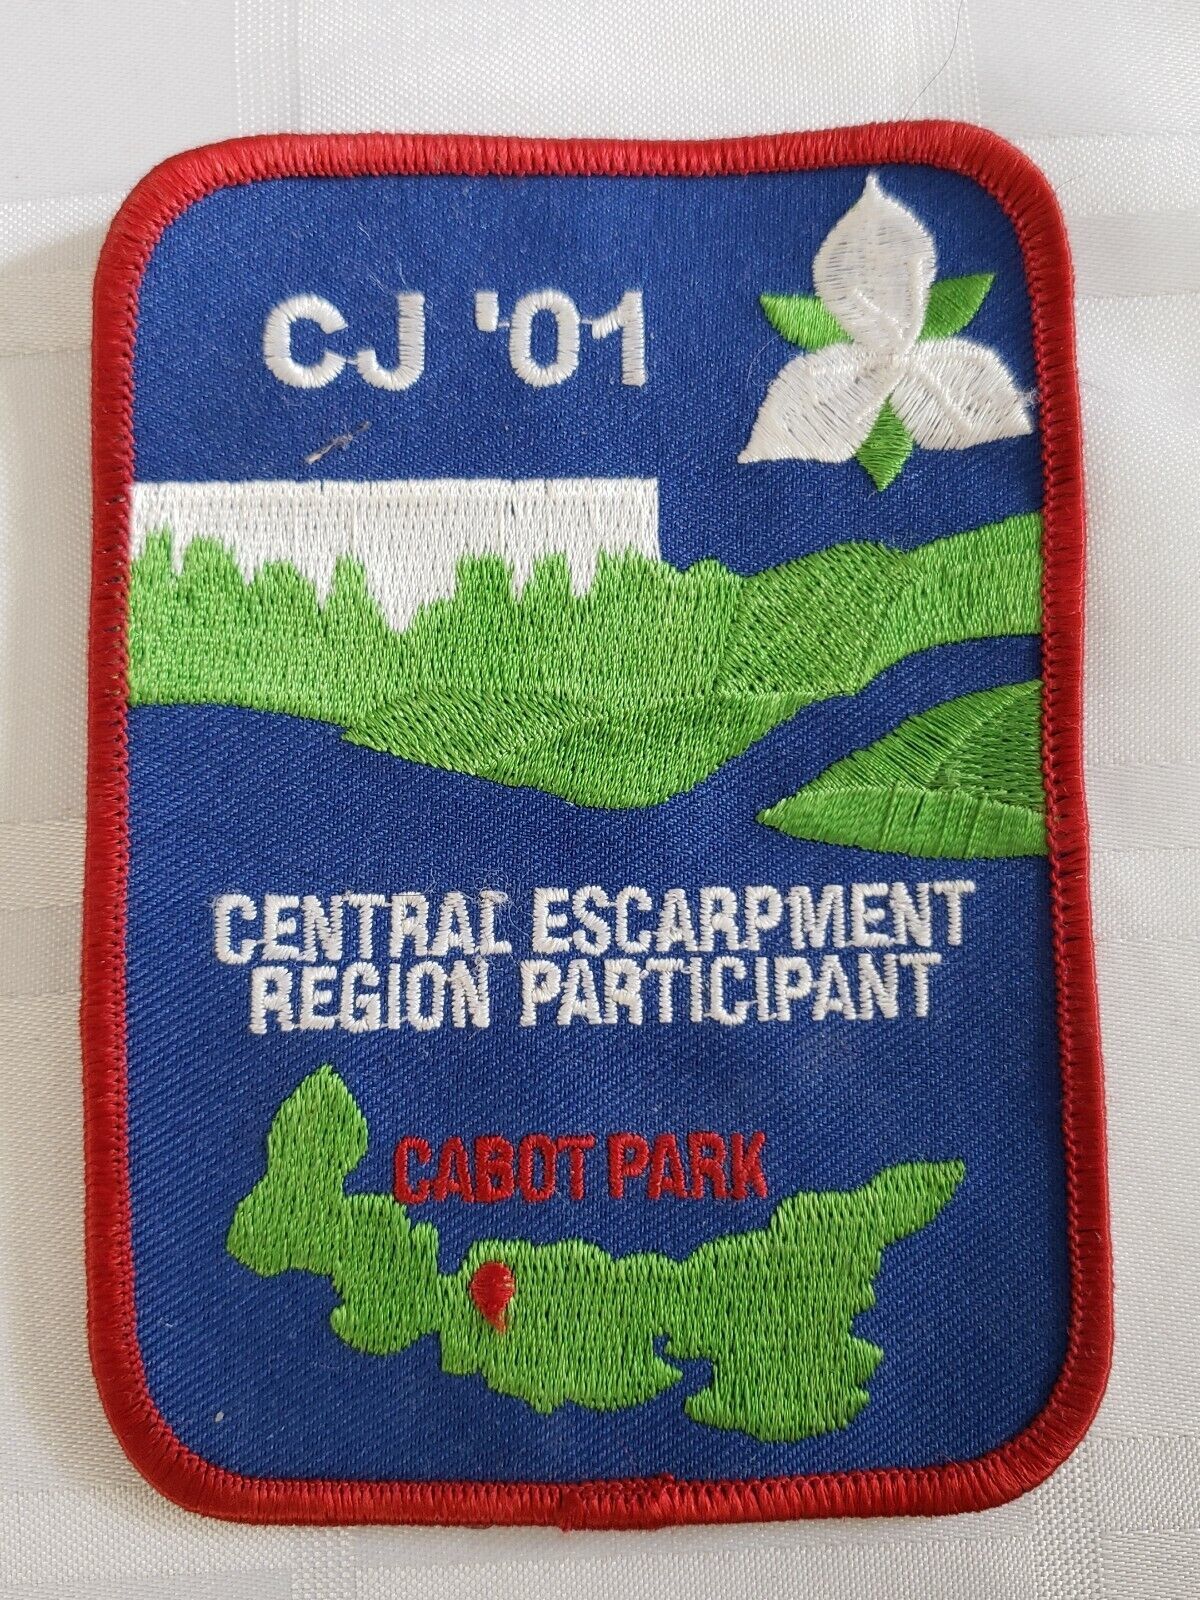 CJ '01
CENTRAL ESCARPMENT
REGION PARTICIPANT
CABOT PARK